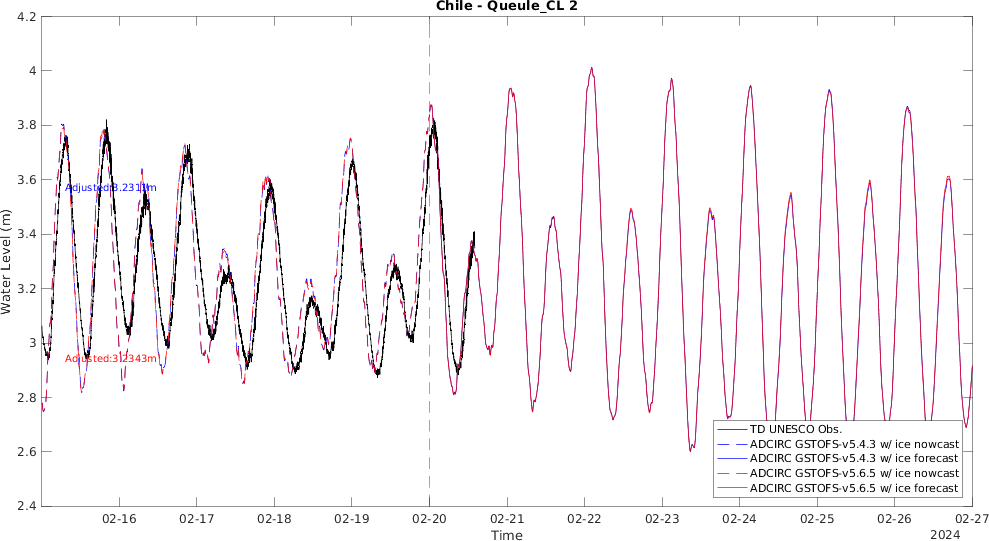 Chile - Queule_CL 2
4.2
4
3.8
3.6
3.4
3.2
3
2.8
2.6
2.4
Water Level (m)
Adjusted:3.2343m
TD UNESCO Obs.
ADCIRC GSTOFS-v5.4.3 w/ ice nowcast
ADCIRC GSTOFS-v5.4.3 w/ ice forecast
ADCIRC GSTOFS-v5.6.5 w/ ice nowcast
ADCIRC GSTOFS-v5.6.5 w/ ice forecast
02-16 02-17 02-18 02-19 02-20 02-21 02-22 02-23 02-24 02-25 02-26 02-27
Time
2024